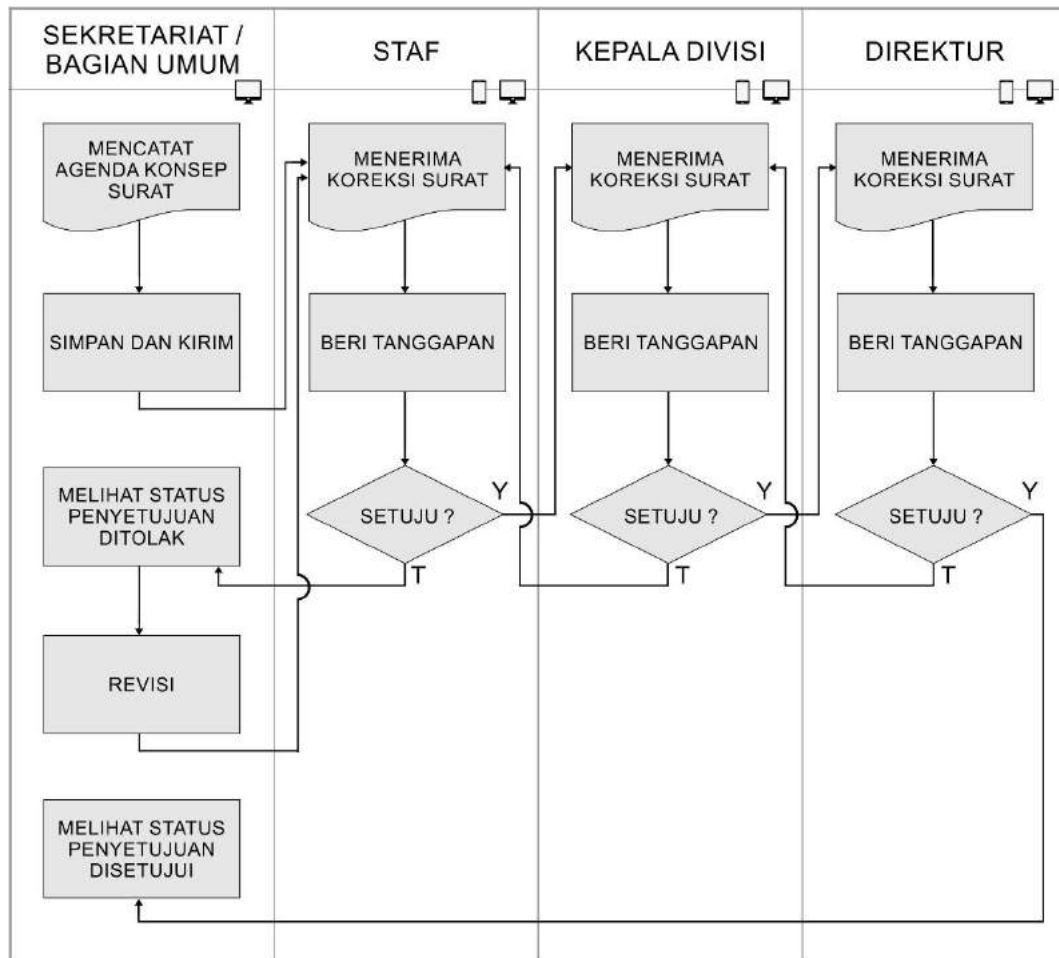 SEKRETARIAT /
BAGIAN UMUM
STAF
KEPALA DIVISI
DIREKTUR
MENCATAT
AGENDA KONSEP
SURAT
MENERIMA
KOREKSI SURAT
MENERIMA
KOREKSI SURAT
MENERIMA
KOREKSI SURAT
SIMPAN DAN KIRIM
BERI TANGGAPAN
BERI TANGGAPAN
BERI TANGGAPAN
MELIHAT STATUS
PENYETUJUAN
DITOLAK
SETUJU ?
Y
T
SETUJU ?
Y
T
SETUJU ?
Y
T
REVISI
MELIHAT STATUS
PENYETUJUAN
DISETUJUI